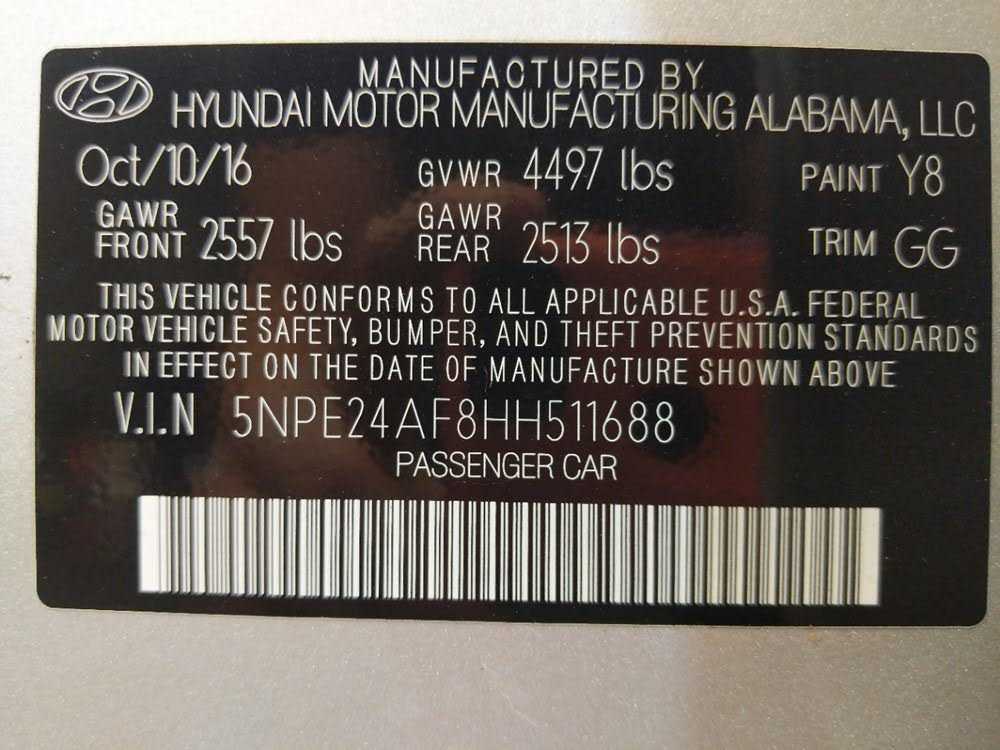 MANUFACTURED BY
HYUNDAI MOTOR MANUFACTURING ALABAMA, LLC
Oct/10/16 GVWR 4497 lbs PAINT Y8
GAWR FRONT 2557 lbs GAWR REAR 2513 lbs TRIM GG
THIS VEHICLE CONFORMS TO ALL APPLICABLE U.S.A. FEDERAL
MOTOR VEHICLE SAFETY, BUMPER, AND THEFT PREVENTION STANDARDS
IN EFFECT ON THE DATE OF MANUFACTURE SHOWN ABOVE
V.I.N 5NPE24AF8HH511688
PASSENGER CAR